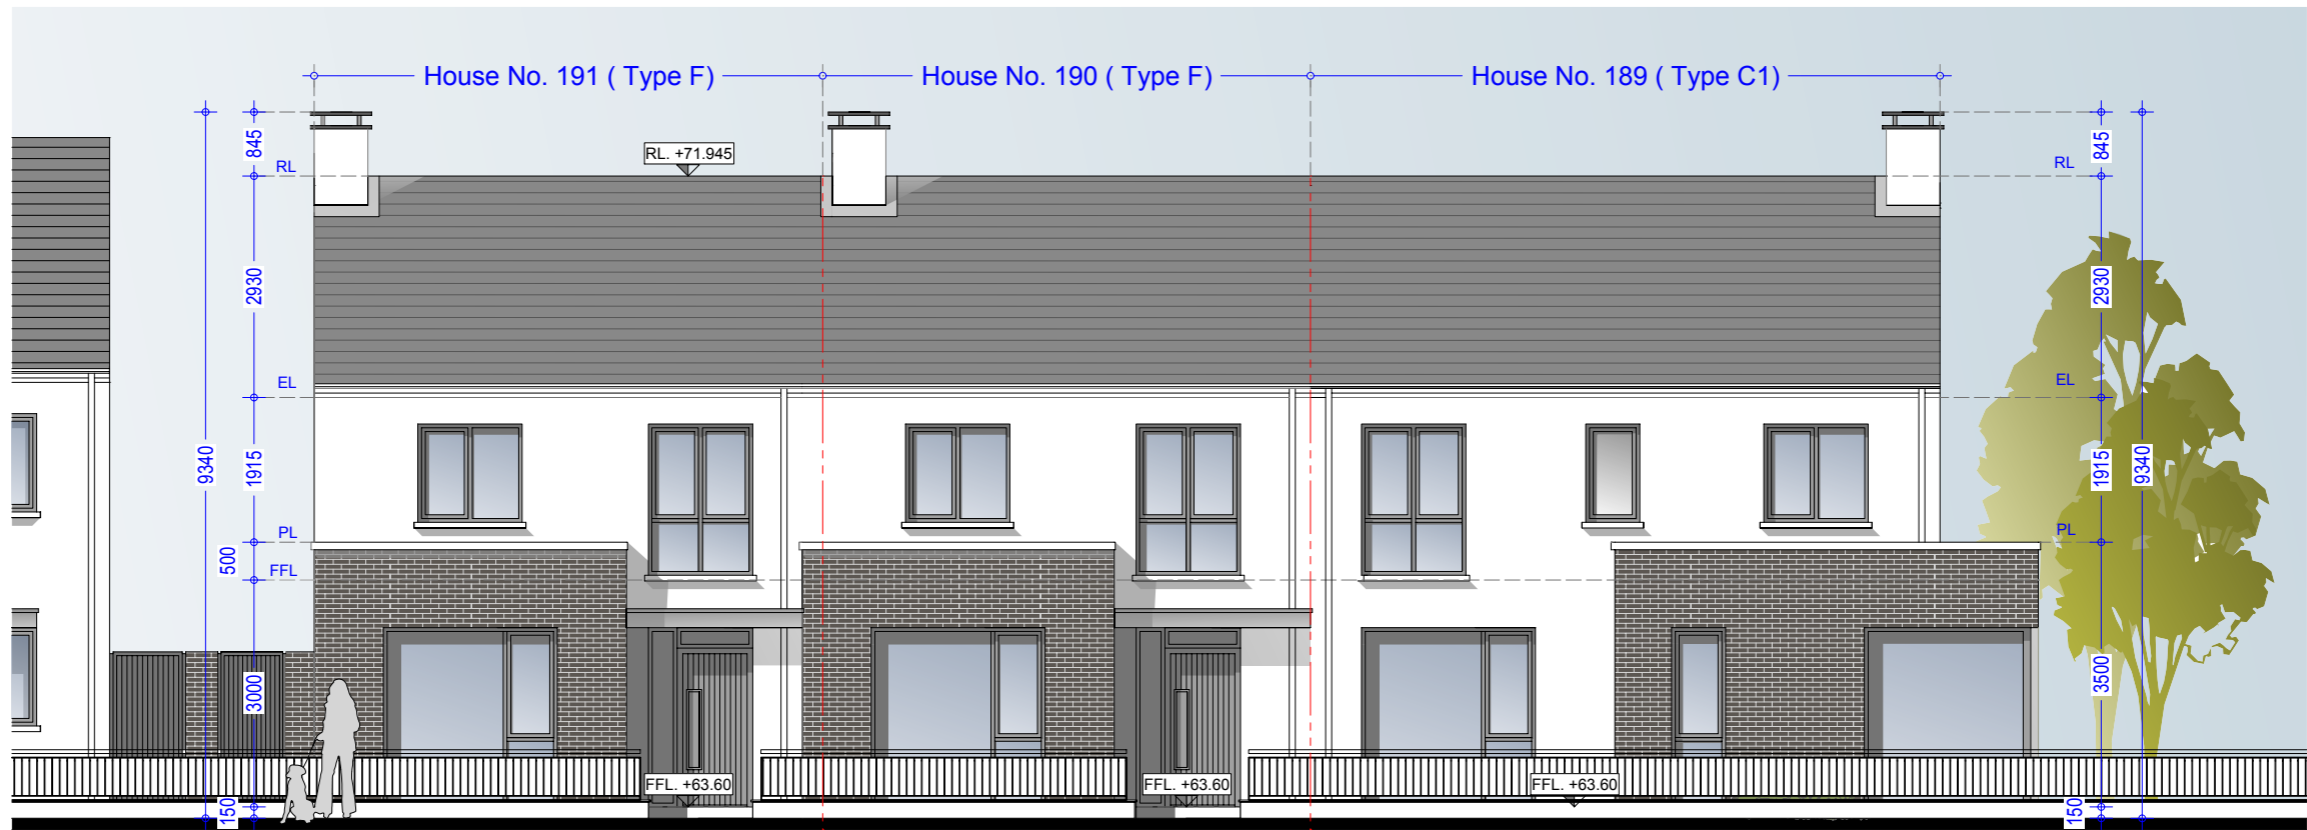 House No. 191 ( Type F)
House No. 190 ( Type F)
House No. 189 ( Type C1)
845
845
RL. +71.945
RL
RL
2930
2930
EL
EL
9340
1915
1915
9340
PL
PL
500
FFL
3000
3500
FFL. +63.60
FFL. +63.60
FFL. +63.60
150
150